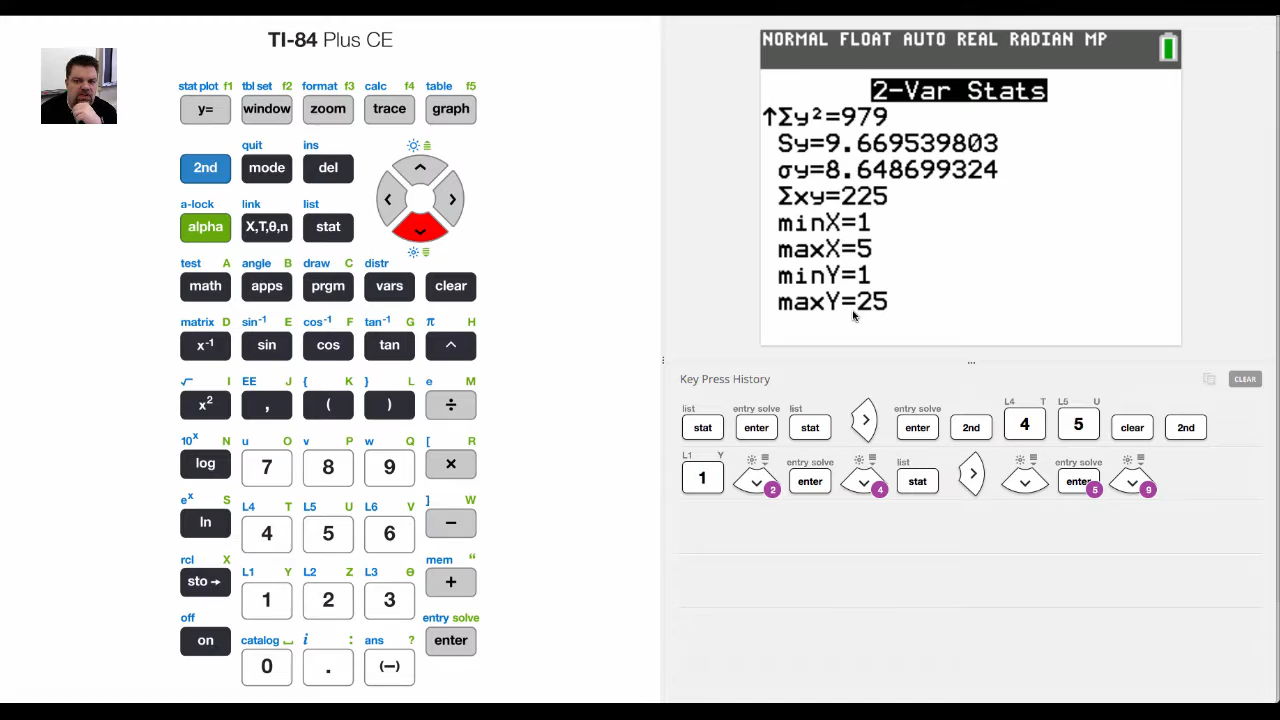 TI-84 Plus CE
stat plot f1 tbl set f2 format f3 calc f4 table f5
y= window zoom trace graph
quit ins
2nd mode del
a-lock link list
alpha X,T,θ,n stat
test A angle B draw C distr
math apps prgm vars clear
matrix D sin⁻¹ E cos⁻¹ F tan⁻¹ G π H
x⁻¹ sin cos tan ^
√ I EE J { K } L e M
x² , ( ) ÷
10ˣ N u O v P w Q [ R
log 7 8 9 ×
eˣ S L4 T L5 U L6 V ] W
ln 4 5 6 −
rcl X L1 Y L2 Z L3 θ mem “
sto→ 1 2 3 +
off catalog ⎵ i : ans ? entry solve
on 0 . (−) enter
NORMAL FLOAT AUTO REAL RADIAN MP
2-Var Stats
↑Σy²=979
Sy=9.669539803
σy=8.648699324
Σxy=225
minX=1
maxX=5
minY=1
maxY=25
Key Press History
CLEAR
list entry solve list entry solve L4 T L5 U
stat enter stat enter 2nd 4 5 clear 2nd
L1 Y entry solve list entry solve
1 2 enter 4 stat enter 5 9